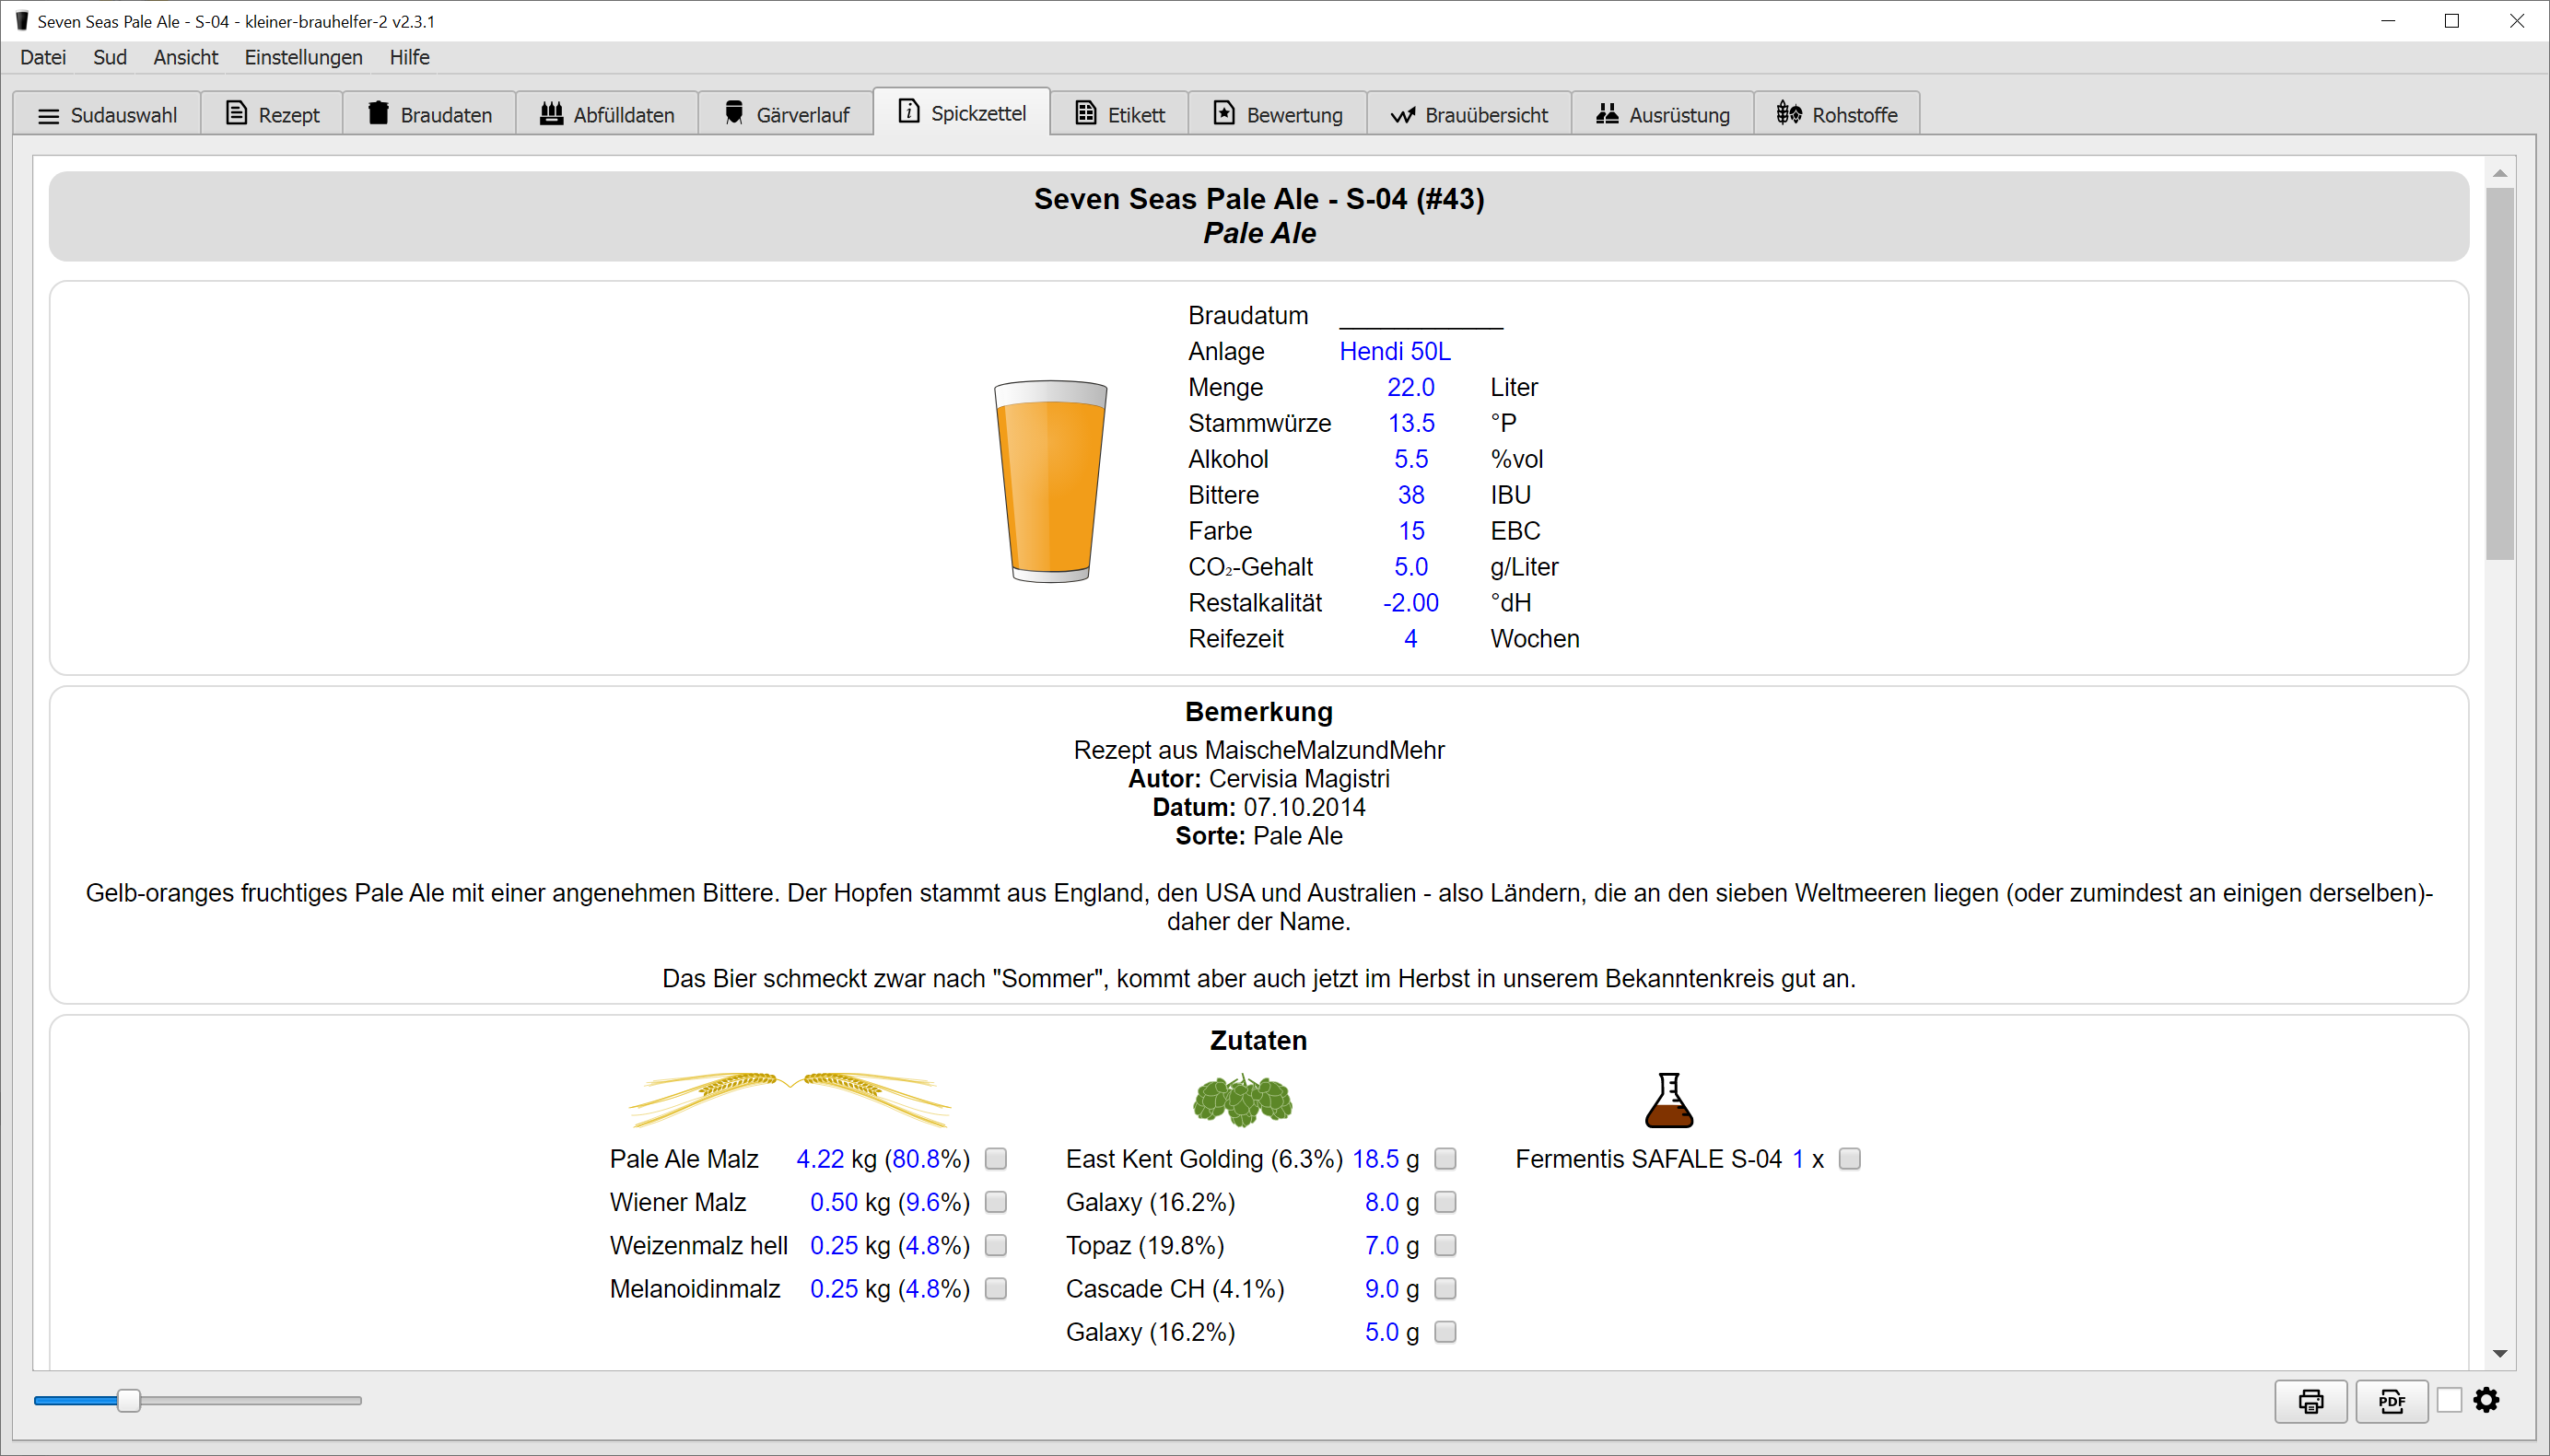 Seven Seas Pale Ale - S-04 - kleiner-brauhelfer-2 v2.3.1
Datei Sud Ansicht Einstellungen Hilfe
Sudauswahl Rezept Braudaten Abfülldaten Gärverlauf Spickzettel Etikett Bewertung Brauübersicht Ausrüstung Rohstoffe
Seven Seas Pale Ale - S-04 (#43)
Pale Ale
Braudatum ____________
Anlage Hendi 50L
Menge 22.0 Liter
Stammwürze 13.5 °P
Alkohol 5.5 %vol
Bittere 38 IBU
Farbe 15 EBC
CO₂-Gehalt 5.0 g/Liter
Restalkalität -2.00 °dH
Reifezeit 4 Wochen
Bemerkung
Rezept aus MaischeMalzundMehr
Autor: Cervisia Magistri
Datum: 07.10.2014
Sorte: Pale Ale
Gelb-oranges fruchtiges Pale Ale mit einer angenehmen Bittere. Der Hopfen stammt aus England, den USA und Australien - also Ländern, die an den sieben Weltmeeren liegen (oder zumindest an einigen derselben)-
daher der Name.
Das Bier schmeckt zwar nach "Sommer", kommt aber auch jetzt im Herbst in unserem Bekanntenkreis gut an.
Zutaten
Pale Ale Malz 4.22 kg (80.8%) East Kent Golding (6.3%) 18.5 g Fermentis SAFALE S-04 1 x
Wiener Malz 0.50 kg (9.6%) Galaxy (16.2%) 8.0 g
Weizenmalz hell 0.25 kg (4.8%) Topaz (19.8%) 7.0 g
Melanoidinmalz 0.25 kg (4.8%) Cascade CH (4.1%) 9.0 g
Galaxy (16.2%) 5.0 g
PDF